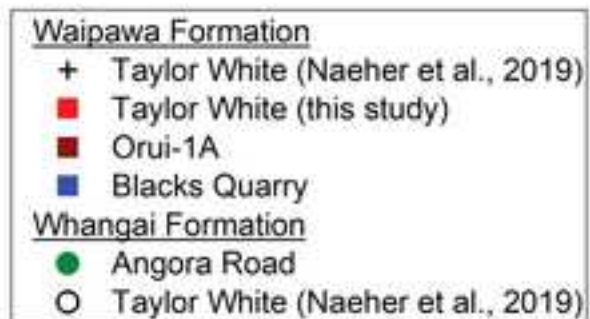 Waipawa Formation
Taylor White (Naeher et al., 2019)
Taylor White (this study)
Orui-1A
Blacks Quarry
Whangai Formation
Angora Road
Taylor White (Naeher et al., 2019)